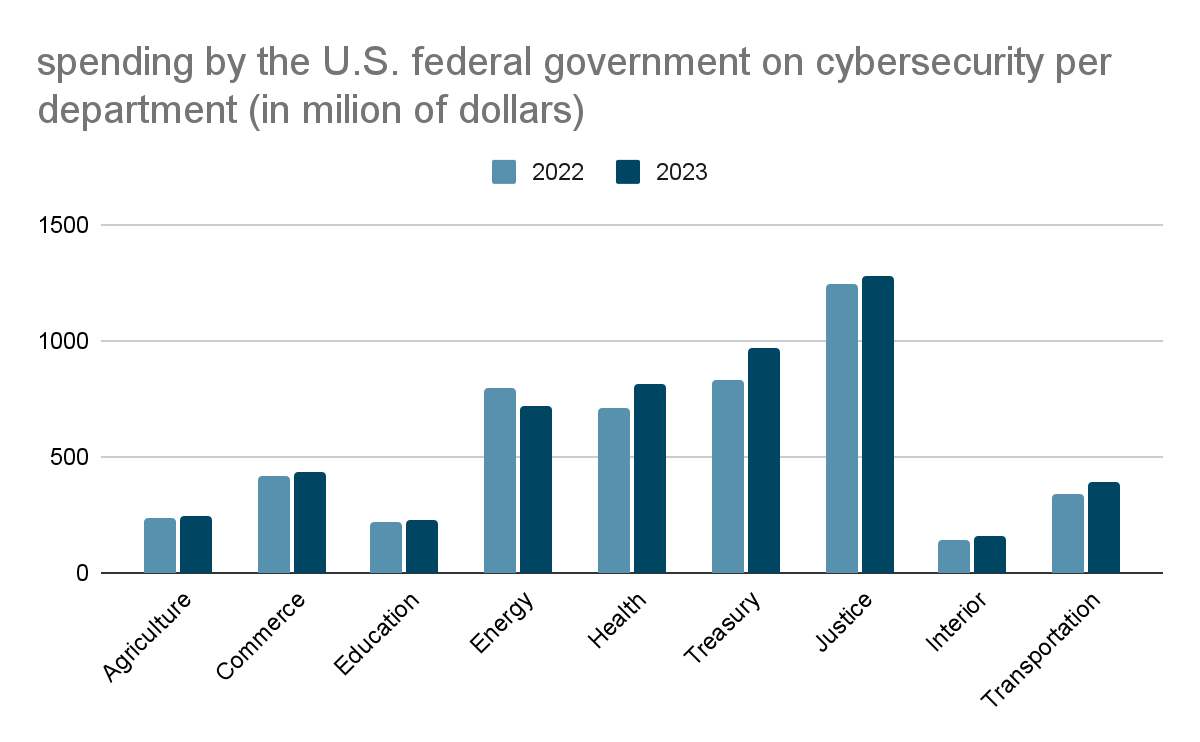 spending by the U.S. federal government on cybersecurity per
department (in milion of dollars)
2022 2023
1500
1000
500
0
Agriculture
Commerce
Education
Energy
Health
Treasury
Justice
Interior
Transportation